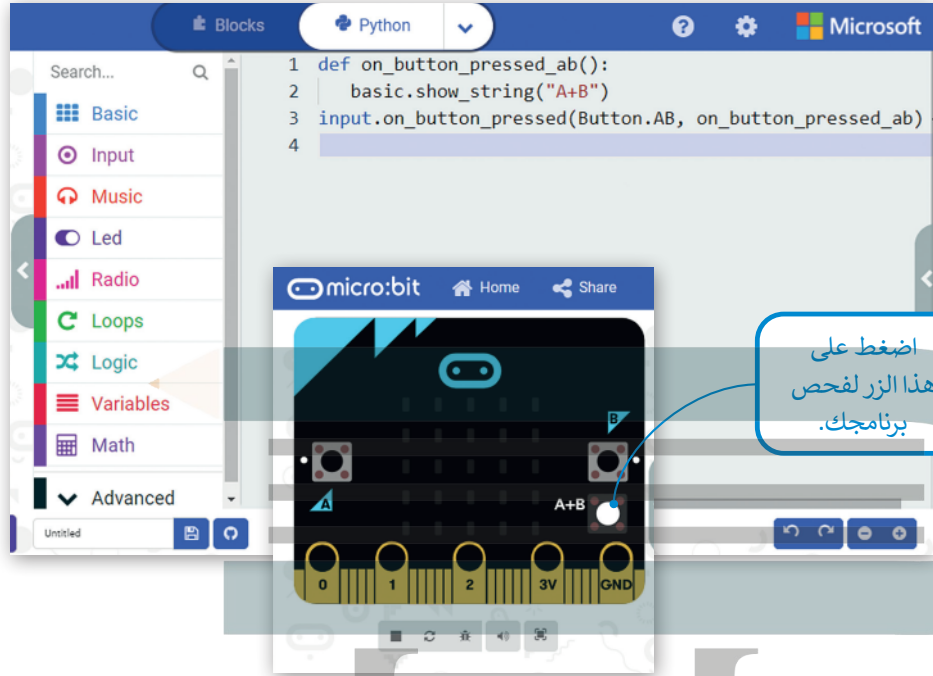 Blocks
Python
Microsoft
Search...
Basic
Input
Music
Led
Radio
Loops
Logic
Variables
Math
Advanced
Untitled
1 def on_button_pressed_ab():
2 basic.show_string("A+B")
3 input.on_button_pressed(Button.AB, on_button_pressed_ab)
4
micro:bit
Home
Share
B
A
A+B
0
1
2
3V
GND
اضغط على
هذا الزر لفحص
برنامجك.